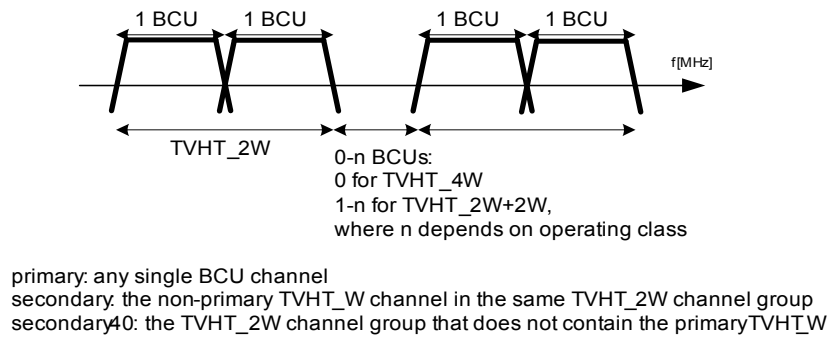 1 BCU 1 BCU 1 BCU 1 BCU
f[MHz]
TVHT_2W
0-n BCUs:
0 for TVHT_4W
1-n for TVHT_2W+2W,
where n depends on operating class
primary: any single BCU channel
secondary: the non-primary TVHT_W channel in the same TVHT_2W channel group
secondary40: the TVHT_2W channel group that does not contain the primaryTVHT_W